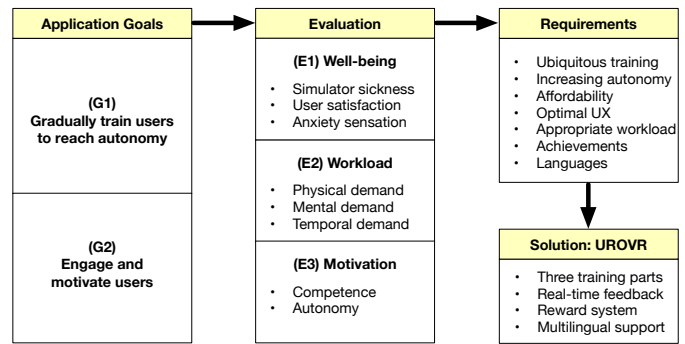 Application Goals
(G1)
Gradually train users
to reach autonomy
(G2)
Engage and
motivate users
Evaluation
(E1) Well-being
• Simulator sickness
• User satisfaction
• Anxiety sensation
(E2) Workload
• Physical demand
• Mental demand
• Temporal demand
(E3) Motivation
• Competence
• Autonomy
Requirements
• Ubiquitous training
• Increasing autonomy
• Affordability
• Optimal UX
• Appropriate workload
• Achievements
• Languages
Solution: UROVR
• Three training parts
• Real-time feedback
• Reward system
• Multilingual support